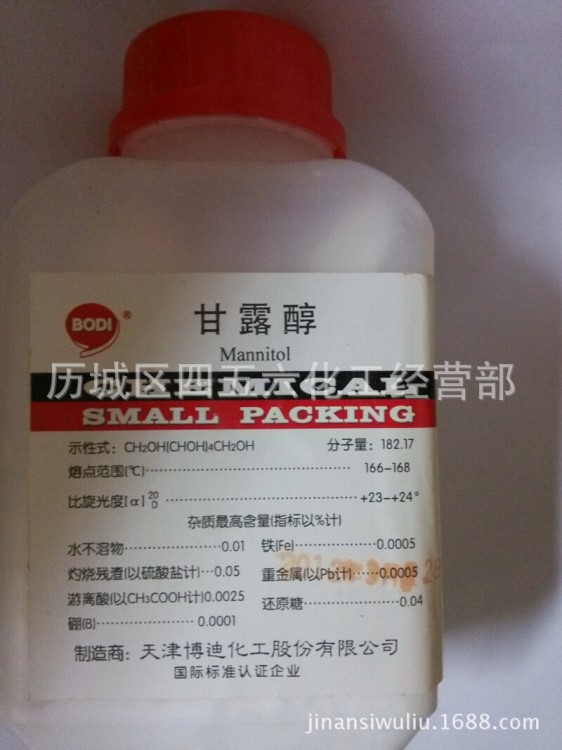 BODI®
甘露醇
Mannitol
历城区四五六化工经营部
CHEMICAL
SMALL PACKING
示性式：CH2OH(CHOH)4CH2OH 分子量：182.17
熔点范围(℃)································166-168
比旋光度[α]20D································+23-+24°
杂质最高含量(指标以%计)
水不溶物····················0.01 铁(Fe)··················0.0005
灼烧残渣(以硫酸盐计)···0.05 重金属(以Pb计)·······0.0005
游离酸(以CH3COOH计)0.0025 还原糖··················0.04
硼(B)··················0.0001
制造商：天津博迪化工股份有限公司
国际标准认证企业
jinansiwuliu.1688.com